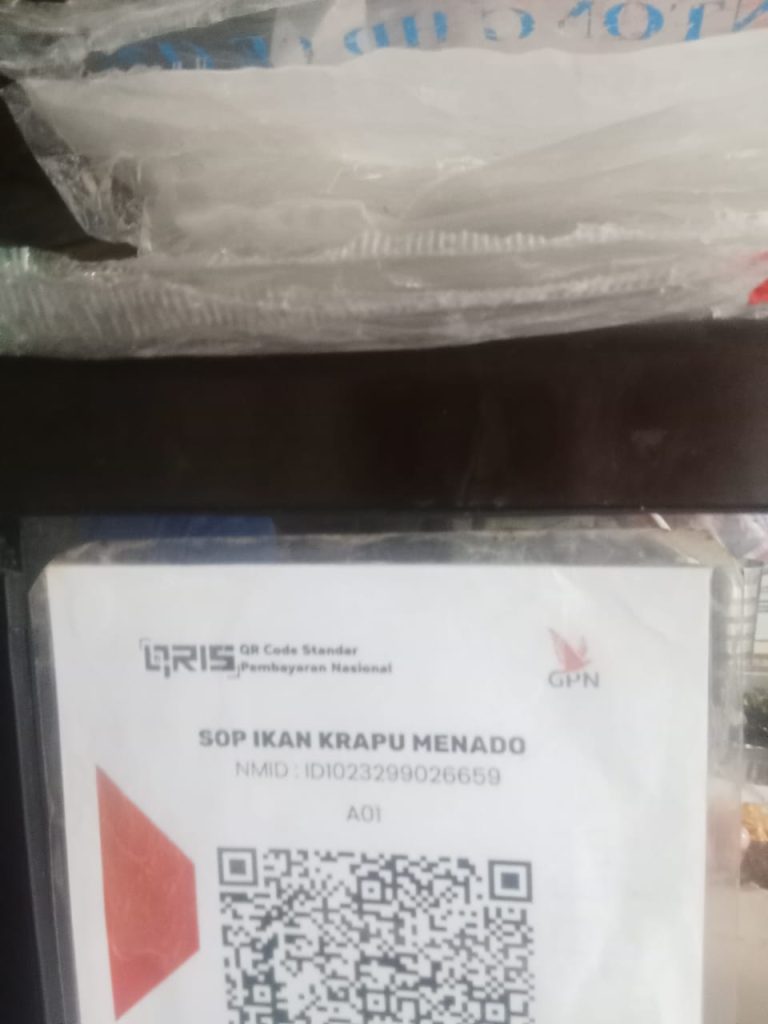 QRIS
QR Code Standar
Pembayaran Nasional
GPN
SOP IKAN KRAPU MENADO
NMID : ID1023299026659
A01